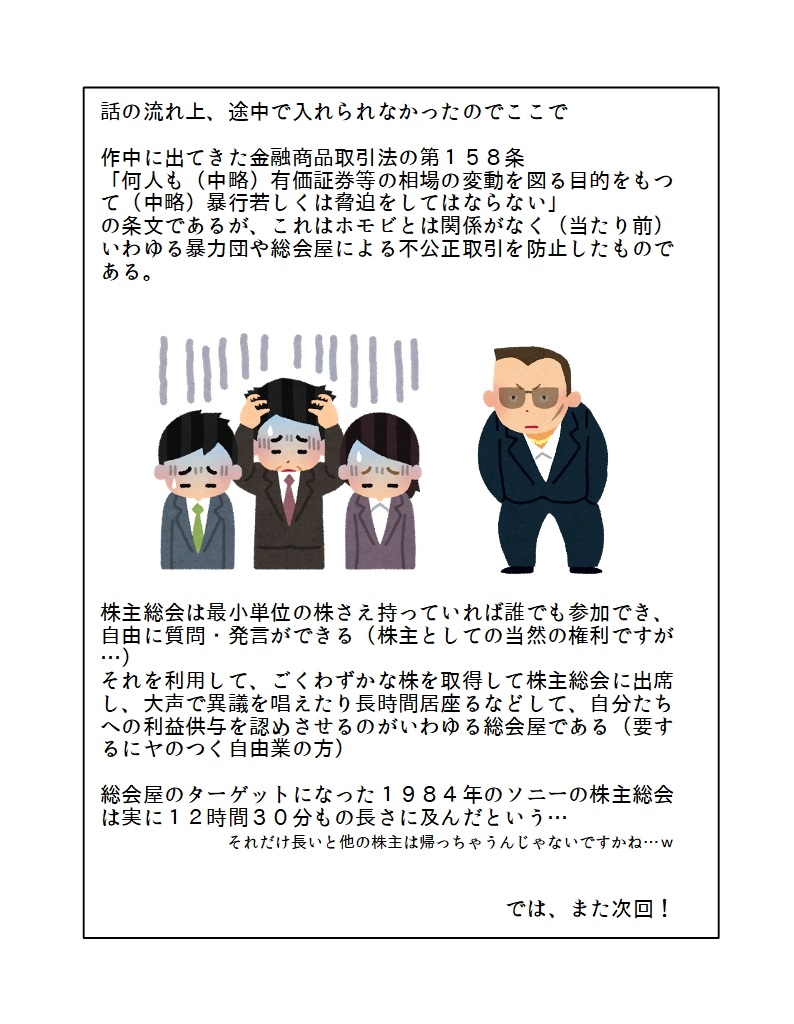 話の流れ上、途中で入れられなかったのでここで
作中に出てきた金融商品取引法の第１５８条
「何人も（中略）有価証券等の相場の変動を図る目的をもつ
て（中略）暴行若しくは脅迫をしてはならない」
の条文であるが、これはホモビとは関係がなく（当たり前）
いわゆる暴力団や総会屋による不公正取引を防止したもので
ある。
株主総会は最小単位の株さえ持っていれば誰でも参加でき、
自由に質問・発言ができる（株主としての当然の権利ですが
…）
それを利用して、ごくわずかな株を取得して株主総会に出席
し、大声で異議を唱えたり長時間居座るなどして、自分たち
への利益供与を認めさせるのがいわゆる総会屋である（要す
るにヤのつく自由業の方）
総会屋のターゲットになった１９８４年のソニーの株主総会
は実に１２時間３０分もの長さに及んだという…
それだけ長いと他の株主は帰っちゃうんじゃないですかね…ｗ
では、また次回！